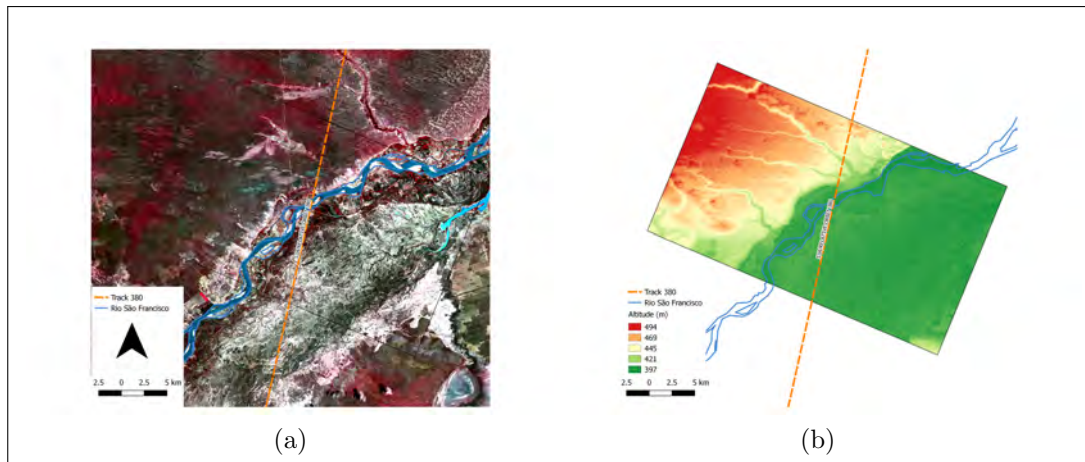 Track 380
Rio São Francisco
2.5 0 2.5 5 km
(a)
Track 380
Rio São Francisco
Altitude (m)
494
469
445
421
397
2.5 0 2.5 5 km
(b)